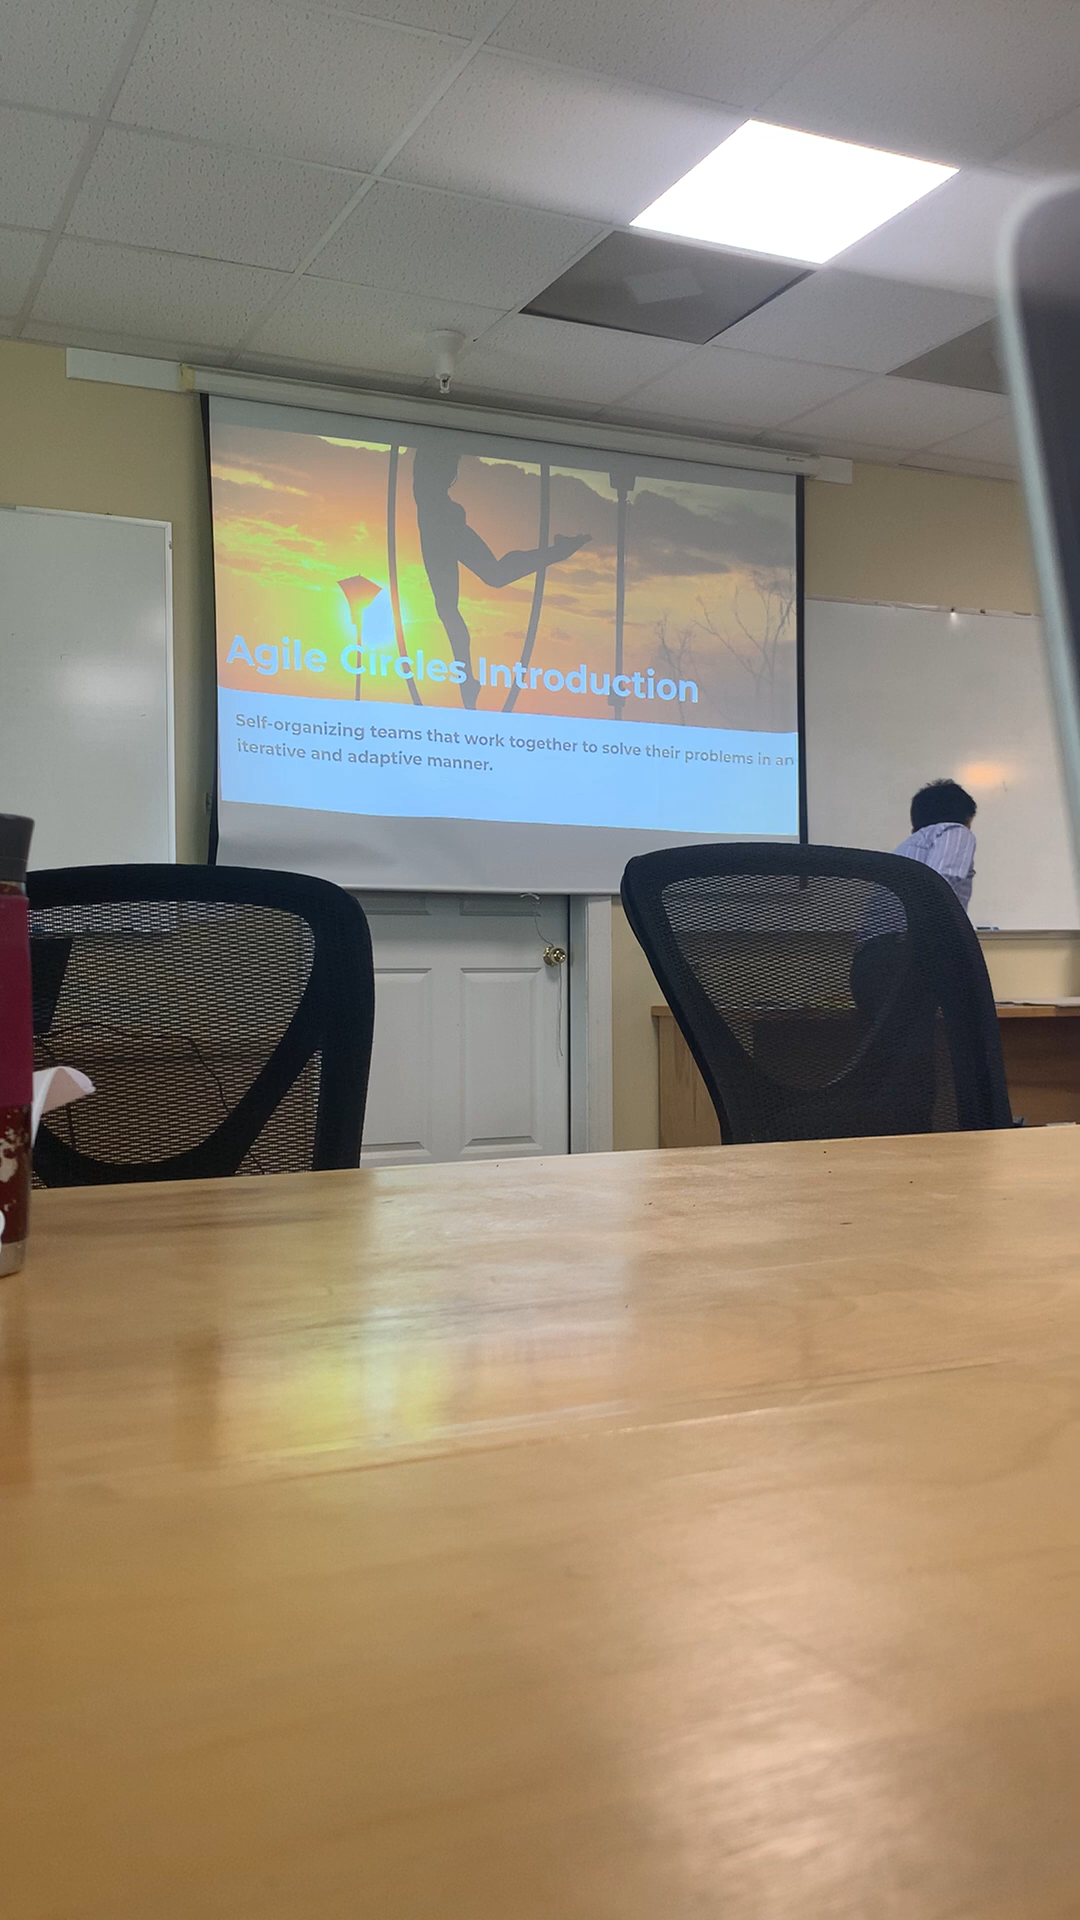 Agile Circles Introduction
Self-organizing teams that work together to solve their problems in an
iterative and adaptive manner.